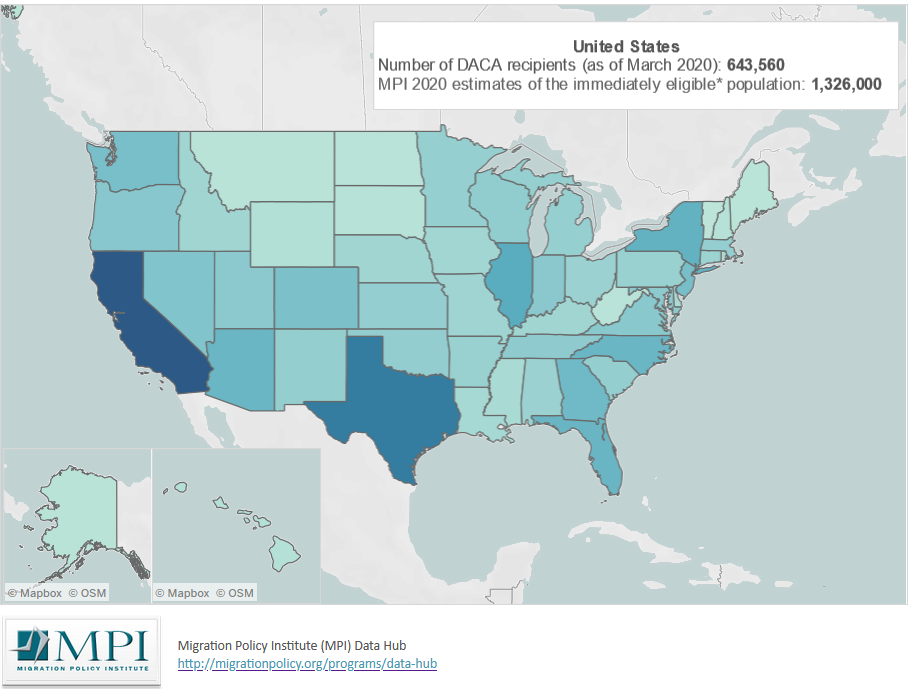 United States
Number of DACA recipients (as of March 2020): 643,560
MPI 2020 estimates of the immediately eligible* population: 1,326,000
© Mapbox © OSM
© Mapbox © OSM
MPI
MIGRATION POLICY INSTITUTE
Migration Policy Institute (MPI) Data Hub
http://migrationpolicy.org/programs/data-hub